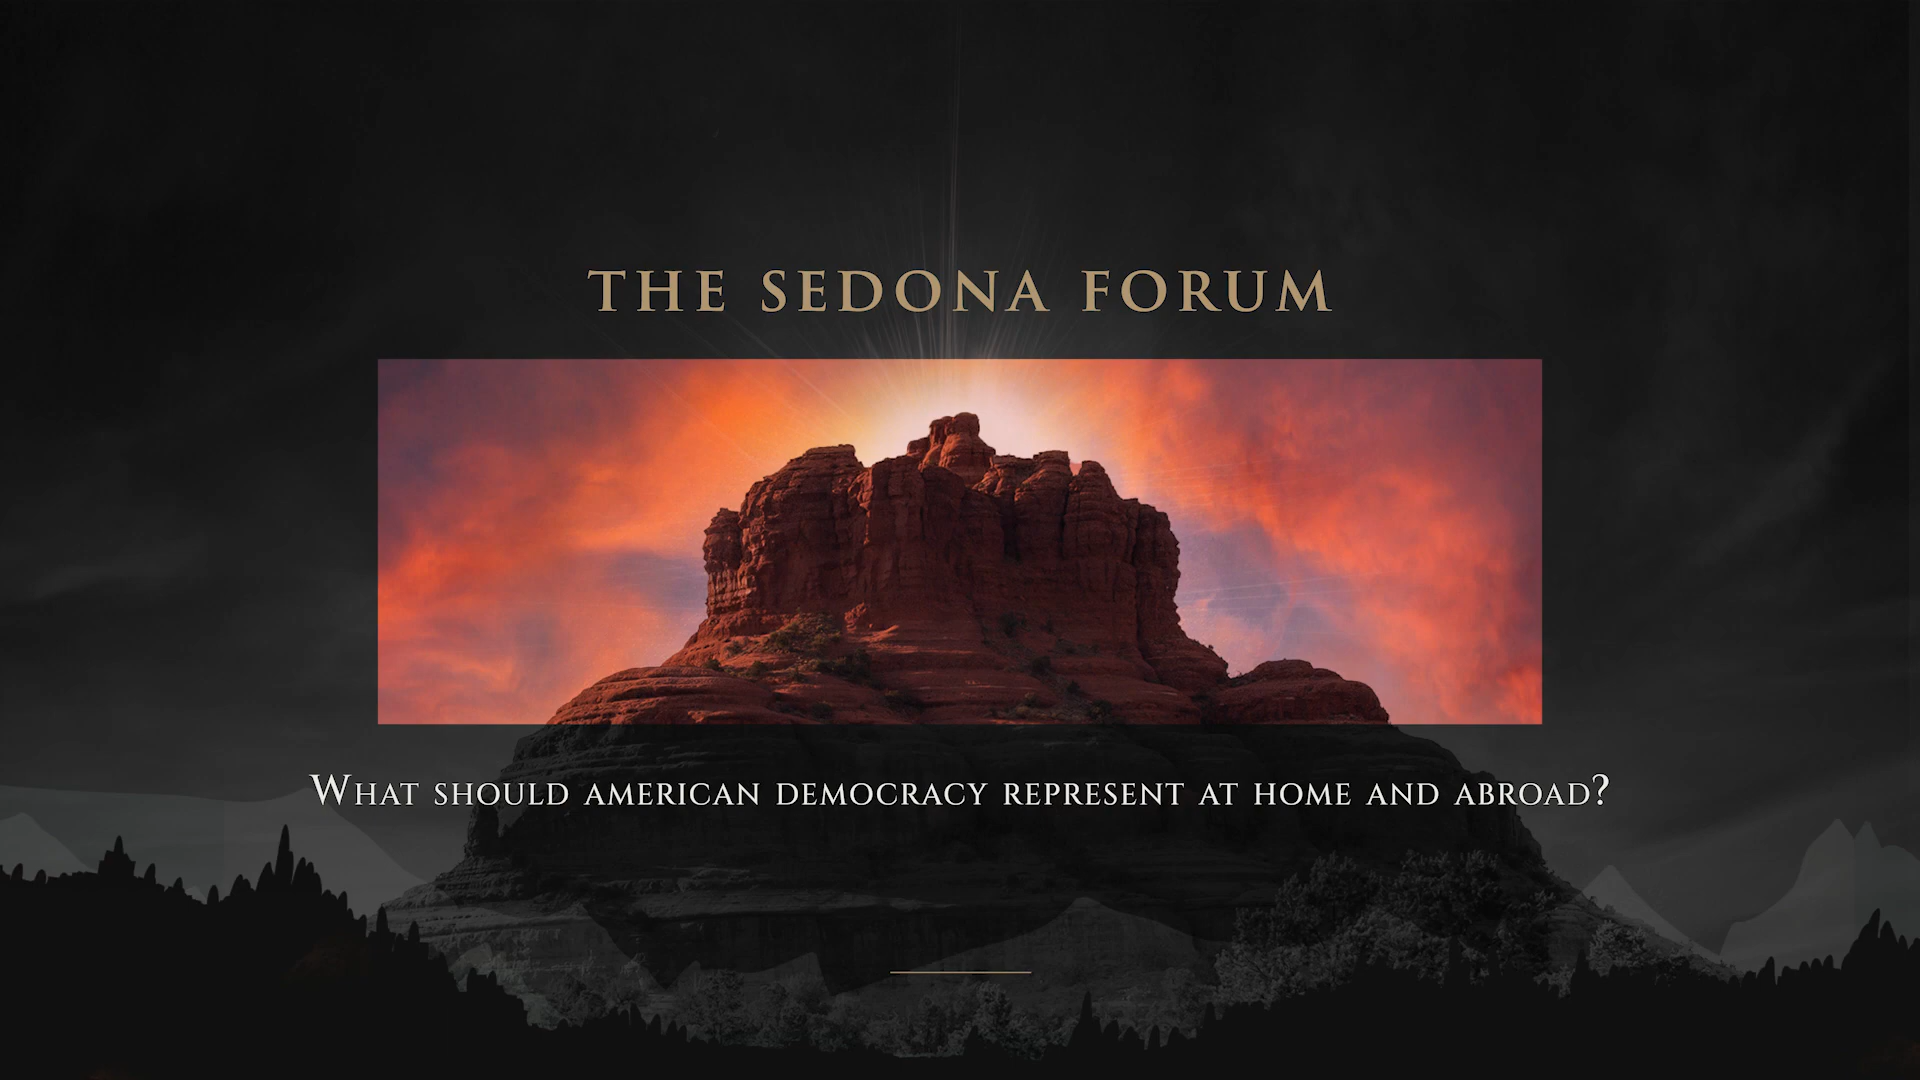 THE SEDONA FORUM
What should american democracy represent at home and abroad?